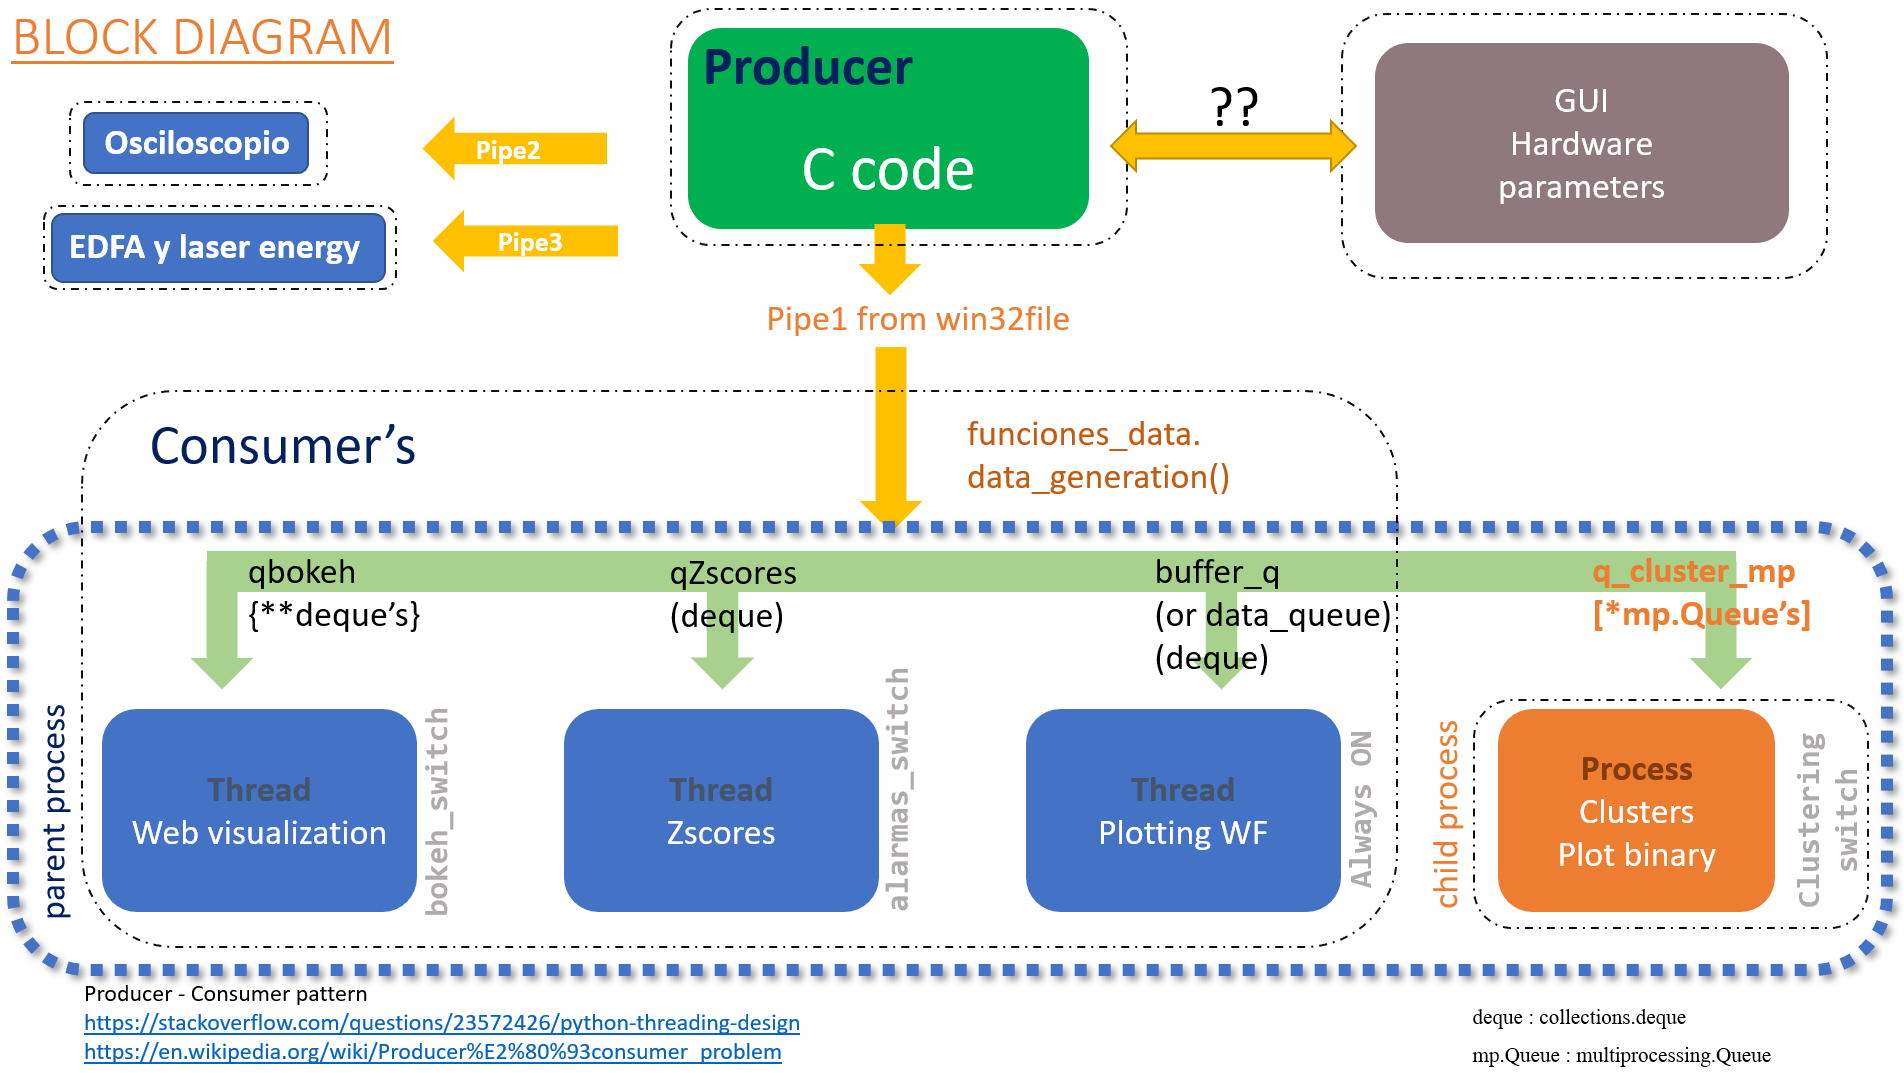 BLOCK DIAGRAM
Producer
C code
??
GUI
Hardware
parameters
Osciloscopio
Pipe2
EDFA y laser energy
Pipe3
Pipe1 from win32file
Consumer’s
funciones_data.
data_generation()
qbokeh
{**deque’s}
qZscores
(deque)
buffer_q
(or data_queue)
(deque)
q_cluster_mp
[*mp.Queue’s]
parent process
Thread
Web visualization
bokeh_switch
Thread
Zscores
alarmas_switch
Thread
Plotting WF
Always ON
child process
Process
Clusters
Plot binary
Clustering
switch
Producer - Consumer pattern
https://stackoverflow.com/questions/23572426/python-threading-design
https://en.wikipedia.org/wiki/Producer%E2%80%93consumer_problem
deque : collections.deque
mp.Queue : multiprocessing.Queue